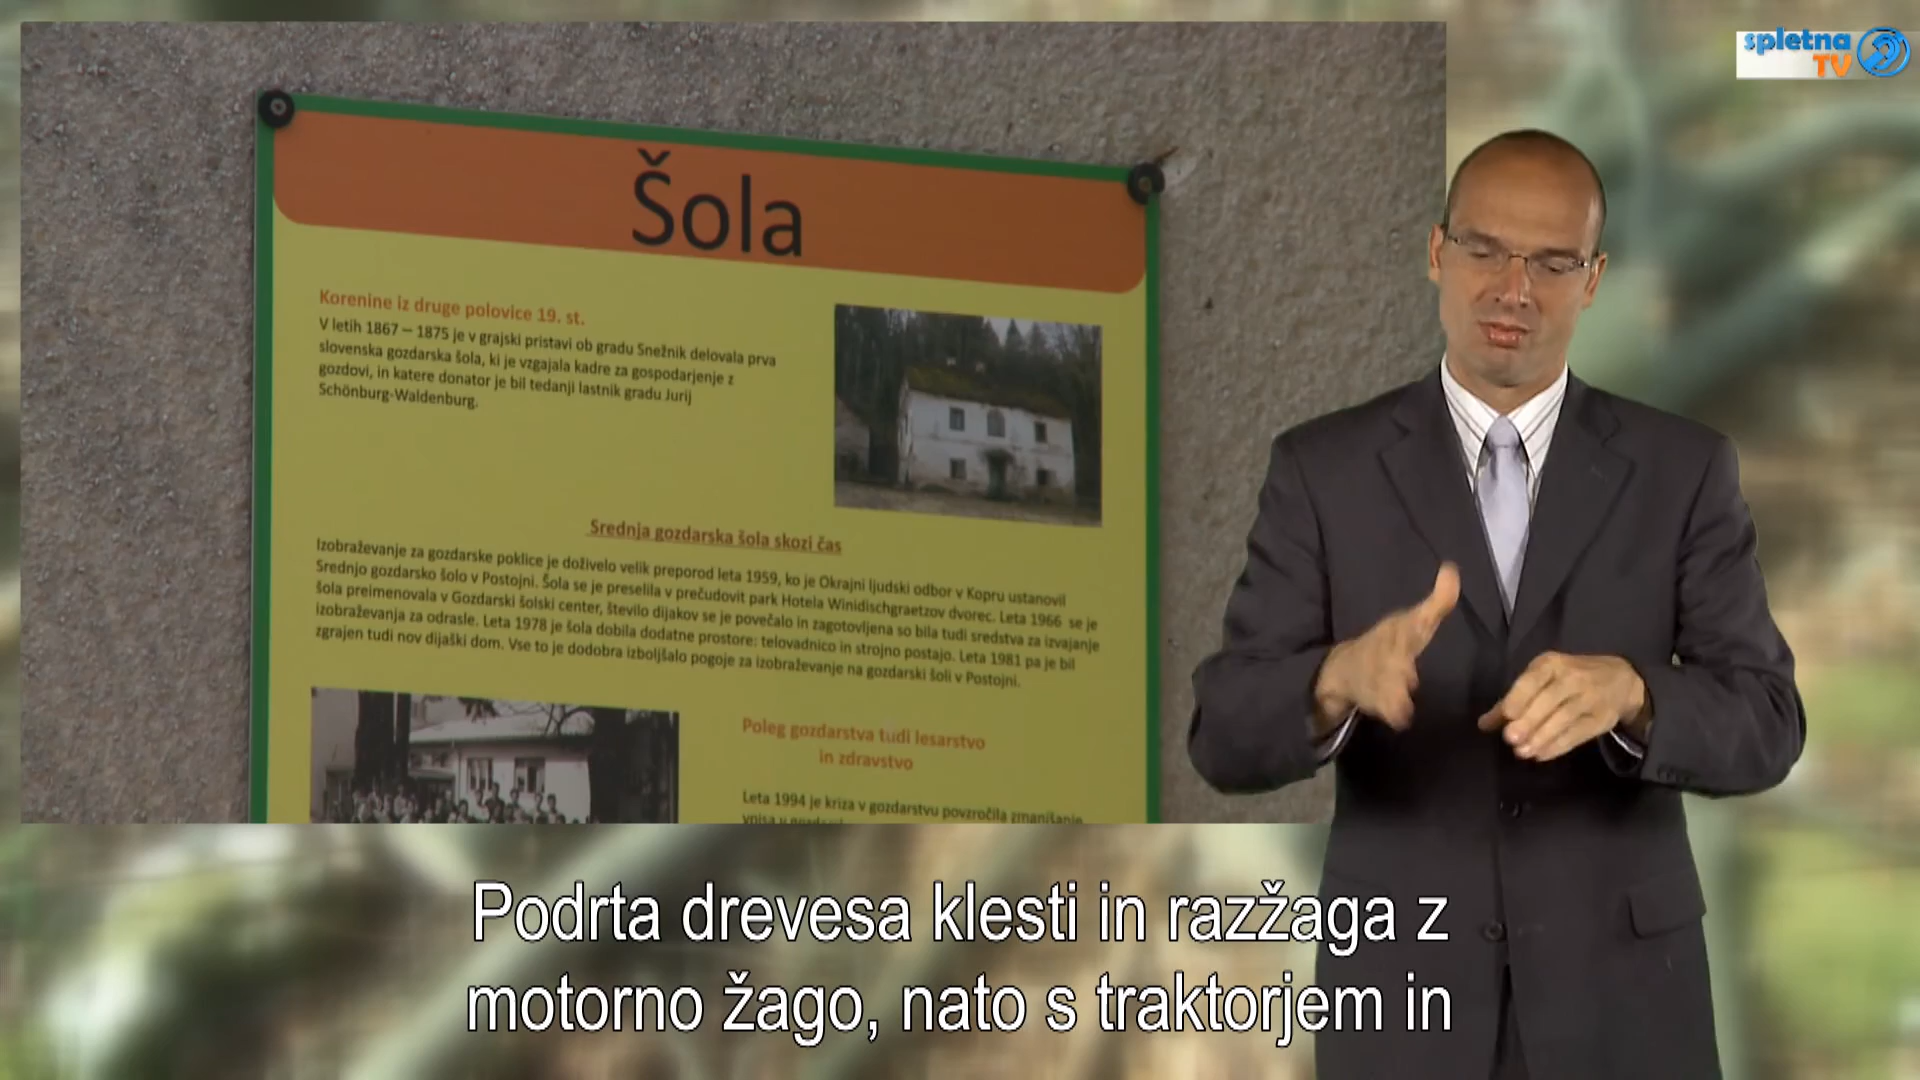 spletna
TV
Šola
Korenine iz druge polovice 19. st.
V letih 1867 – 1875 je v grajski pristavi ob gradu Snežnik delovala prva
slovenska gozdarska šola, ki je vzgajala kadre za gospodarjenje z
gozdovi, in katere donator je bil tedanji lastnik gradu Jurij
Schönburg-Waldenburg.
Srednja gozdarska šola skozi čas
Izobraževanje za gozdarske poklice je doživelo velik preporod leta 1959, ko je Okrajni ljudski odbor v Kopru ustanovil
Srednjo gozdarsko šolo v Postojni. Šola se je preselila v prečudovit park Hotela Winidischgraetzov dvorec. Leta 1966 se je
šola preimenovala v Gozdarski šolski center, število dijakov se je povečalo in zagotovljena so bila tudi sredstva za izvajanje
izobraževanja za odrasle. Leta 1978 je šola dobila dodatne prostore: telovadnico in strojno postajo. Leta 1981 pa je bil
zgrajen tudi nov dijaški dom. Vse to je dodobra izboljšalo pogoje za izobraževanje na gozdarski šoli v Postojni.
Poleg gozdarstva tudi lesarstvo
in zdravstvo
Leta 1994 je kriza v gozdarstvu povzročila zmanjšanje
Podrta drevesa klesti in razžaga z
motorno žago, nato s traktorjem in